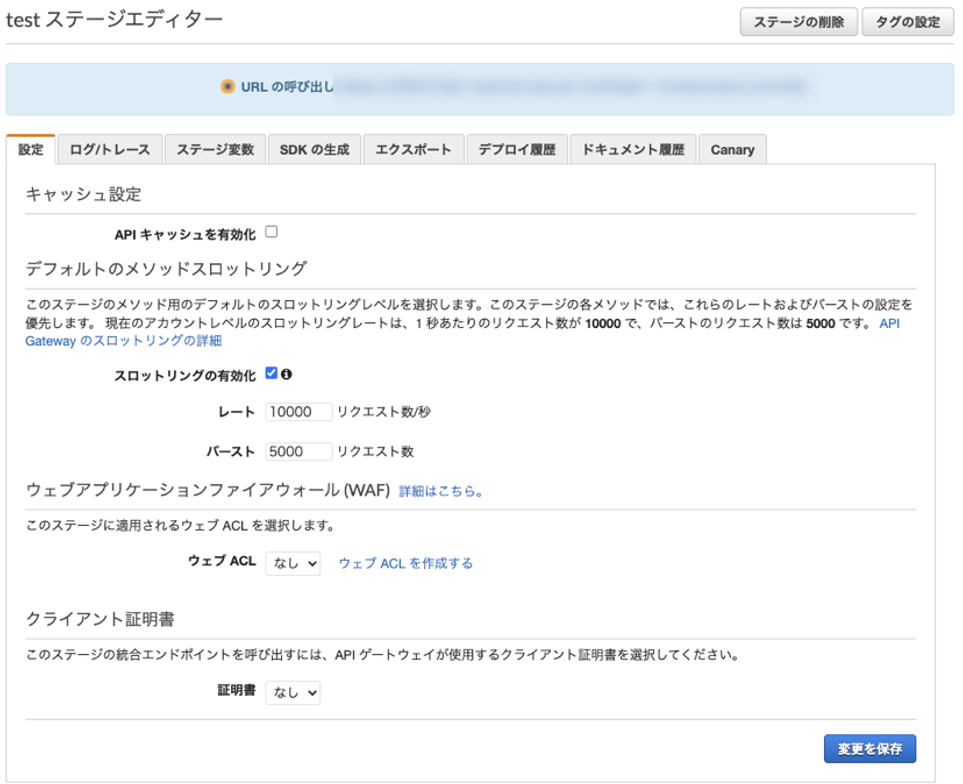 test ステージエディター
ステージの削除 タグの設定
URL の呼び出し
設定 ログ/トレース ステージ変数 SDK の生成 エクスポート デプロイ履歴 ドキュメント履歴 Canary
キャッシュ設定
API キャッシュを有効化
デフォルトのメソッドスロットリング
このステージのメソッド用のデフォルトのスロットリングレベルを選択します。このステージの各メソッドでは、これらのレートおよびバーストの設定を
優先します。 現在のアカウントレベルのスロットリングレートは、1 秒あたりのリクエスト数が 10000 で、バーストのリクエスト数は 5000 です。 API
Gateway のスロットリングの詳細
スロットリングの有効化
レート 10000 リクエスト数/秒
バースト 5000 リクエスト数
ウェブアプリケーションファイアウォール (WAF) 詳細はこちら。
このステージに適用されるウェブ ACL を選択します。
ウェブ ACL なし ウェブ ACL を作成する
クライアント証明書
このステージの統合エンドポイントを呼び出すには、API ゲートウェイが使用するクライアント証明書を選択してください。
証明書 なし
変更を保存